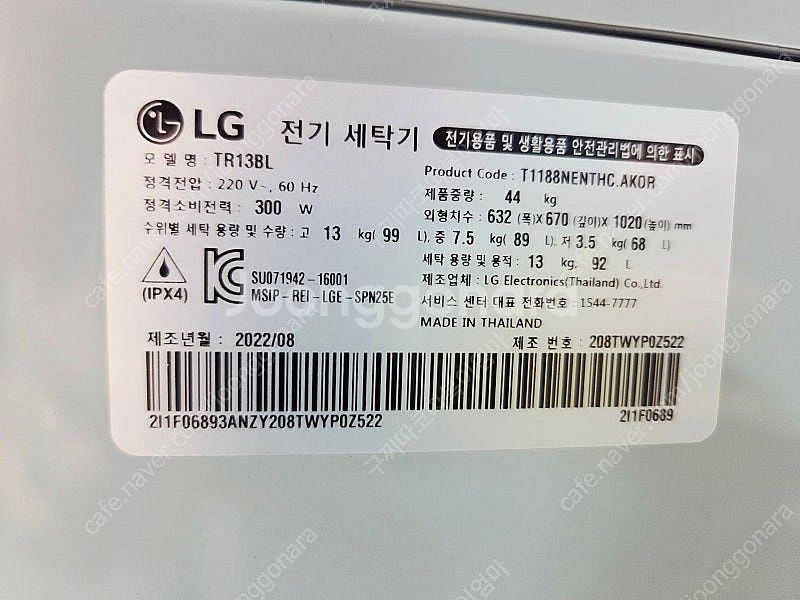 LG 전기 세탁기 전기용품 및 생활용품 안전관리법에 의한 표시
모 델 명 : TR13BL
Product Code : T1188NENTHC.AKOR
정격전압 : 220 V~, 60 Hz
제품중량 : 44 kg
정격소비전력 : 300 W
외형치수 : 632 (폭)X 670 (깊이)X 1020 (높이) mm
수위별 세탁 용량 및 수량 : 고 13 kg( 99 L), 중 7.5 kg( 89 L), 저 3.5 kg( 68 L)
세탁 용량 및 용적 : 13 kg, 92 L
(IPX4)
SU071942-16001
MSIP-REI-LGE-SPN25E
제조업체 : LG Electronics(Thailand) Co.,Ltd.
서비스 센터 대표 전화번호 : 1544-7777
MADE IN THAILAND
제조년월 : 2022/08
제조 번호 : 208TWYP0Z522
2I1F06893ANZY208TWYP0Z522
2I1F0689
joonggonara
cafe.naver.com/joonggonara